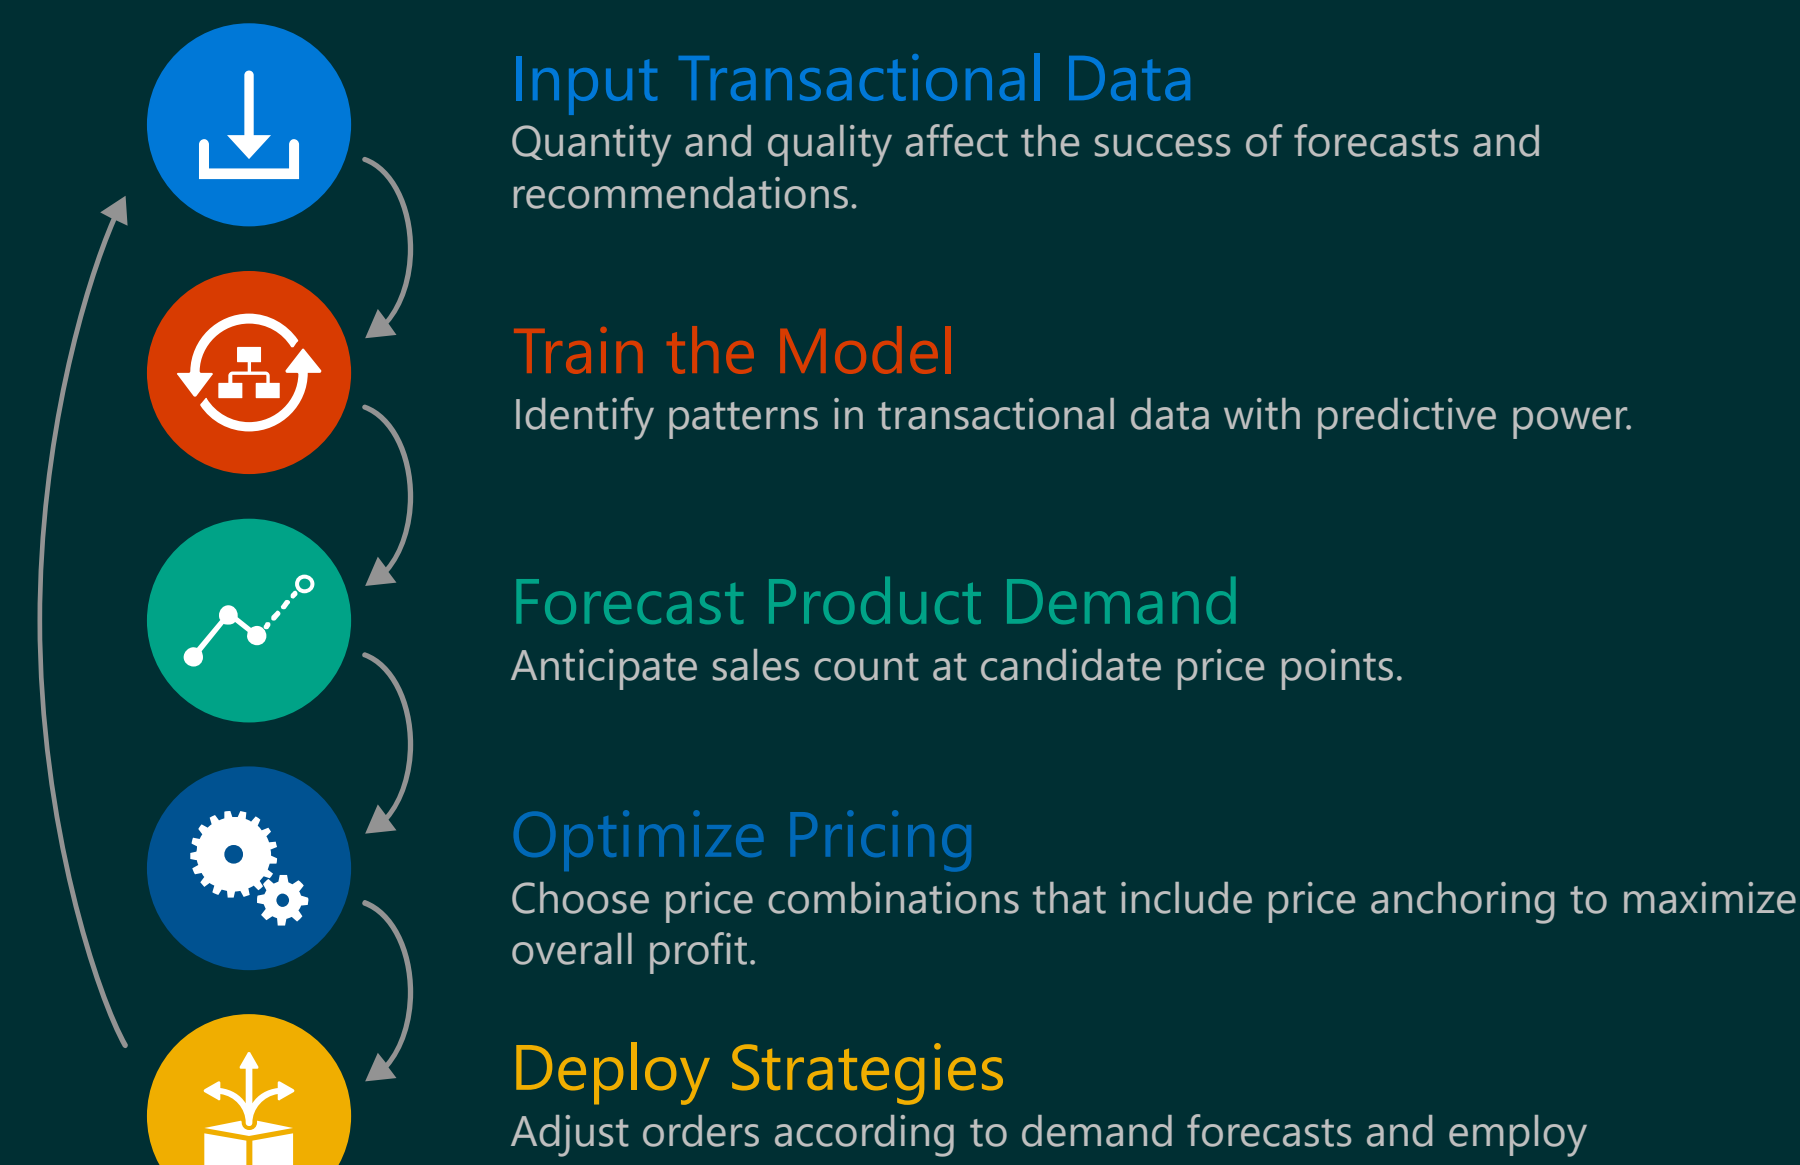 Input Transactional Data
Quantity and quality affect the success of forecasts and
recommendations.
Train the Model
Identify patterns in transactional data with predictive power.
Forecast Product Demand
Anticipate sales count at candidate price points.
Optimize Pricing
Choose price combinations that include price anchoring to maximize
overall profit.
Deploy Strategies
Adjust orders according to demand forecasts and employ